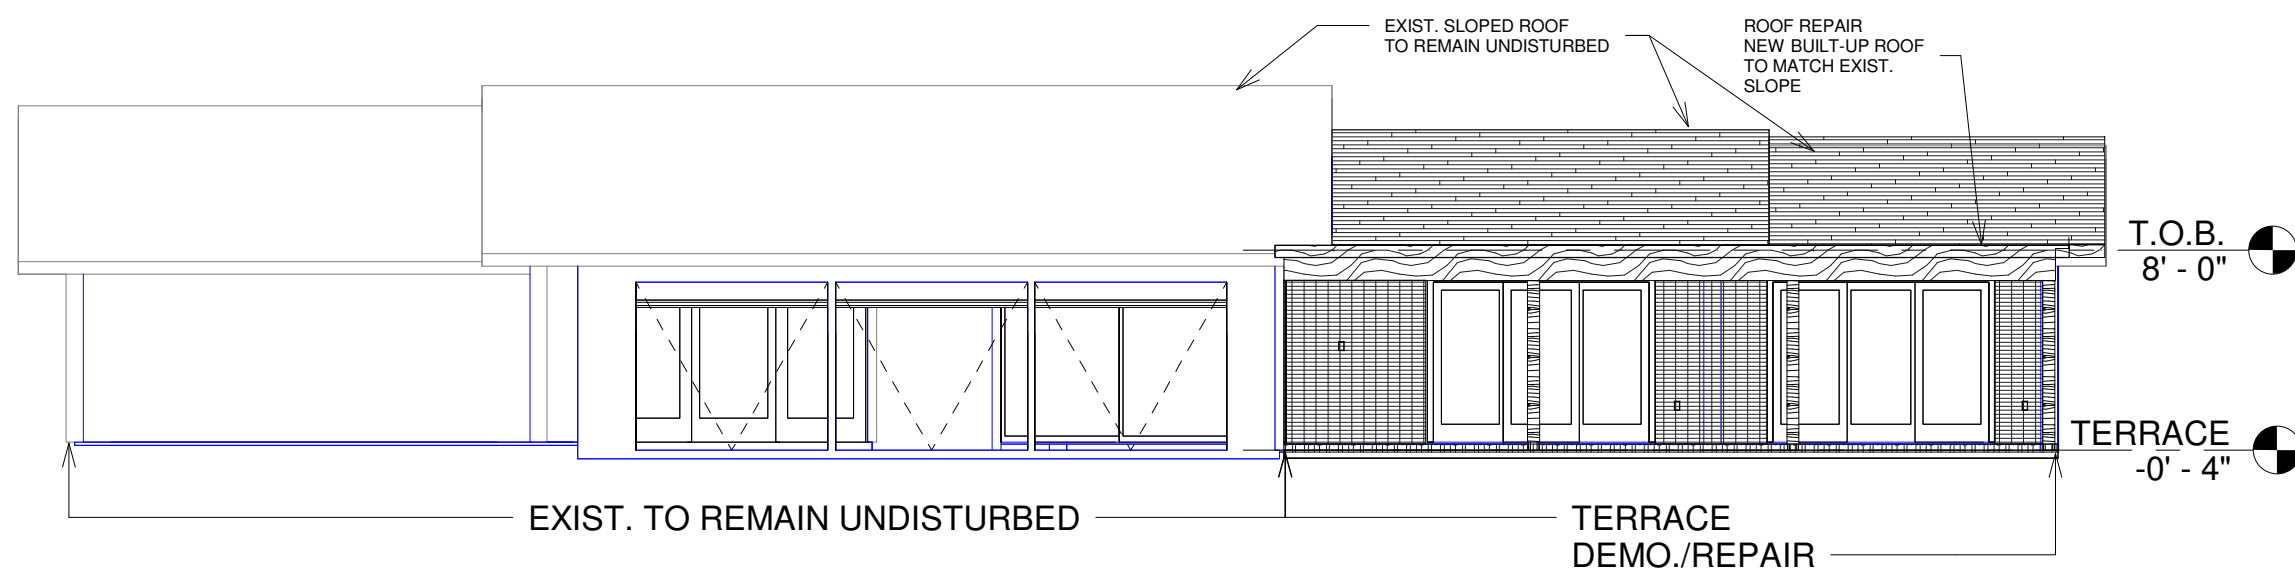 EXIST. SLOPED ROOF
TO REMAIN UNDISTURBED
ROOF REPAIR
NEW BUILT-UP ROOF
TO MATCH EXIST.
SLOPE
T.O.B.
8' - 0"
TERRACE
-0' - 4"
EXIST. TO REMAIN UNDISTURBED
TERRACE
DEMO./REPAIR